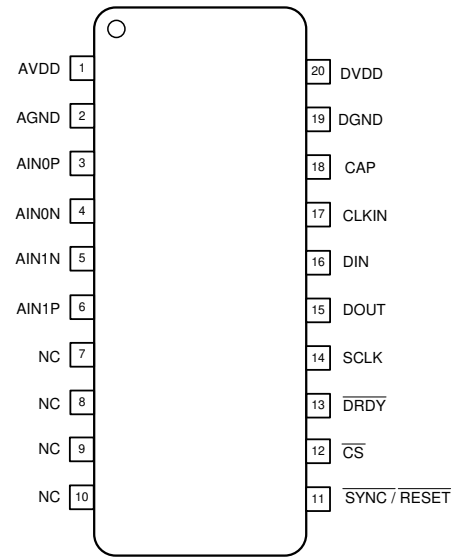 AVDD 1
AGND 2
AIN0P 3
AIN0N 4
AIN1N 5
AIN1P 6
NC 7
NC 8
NC 9
NC 10
20 DVDD
19 DGND
18 CAP
17 CLKIN
16 DIN
15 DOUT
14 SCLK
13 DRDY
12 CS
11 SYNC / RESET